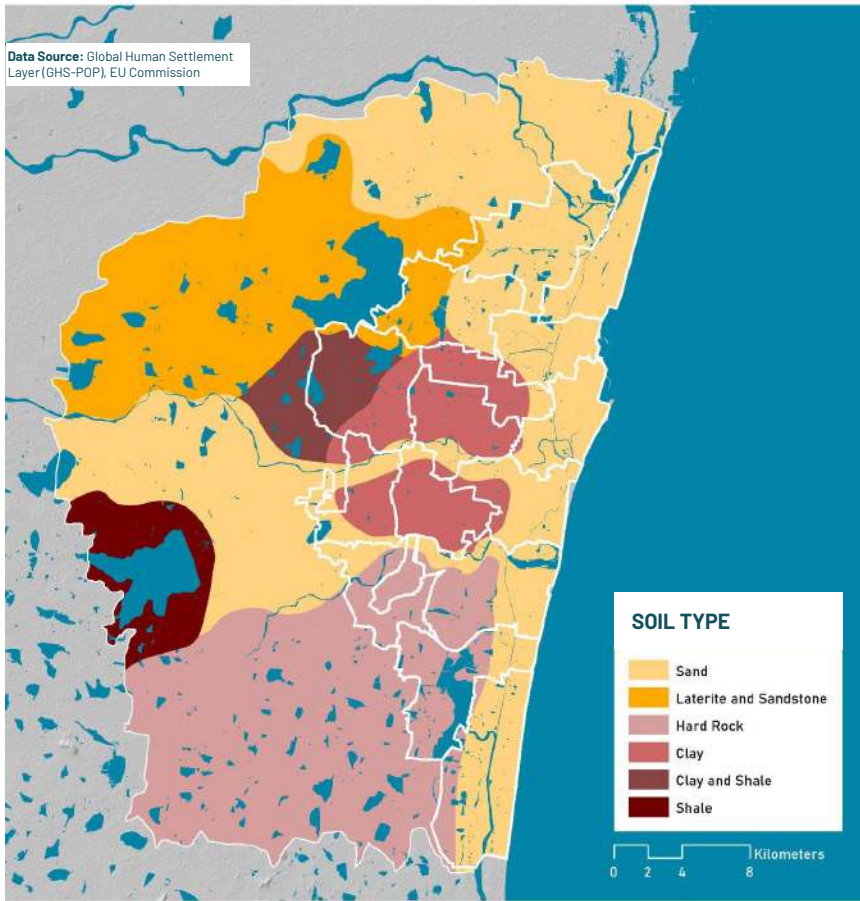 Data Source: Global Human Settlement
Layer (GHS-POP), EU Commission
SOIL TYPE
Sand
Laterite and Sandstone
Hard Rock
Clay
Clay and Shale
Shale
Kilometers
0 2 4 8